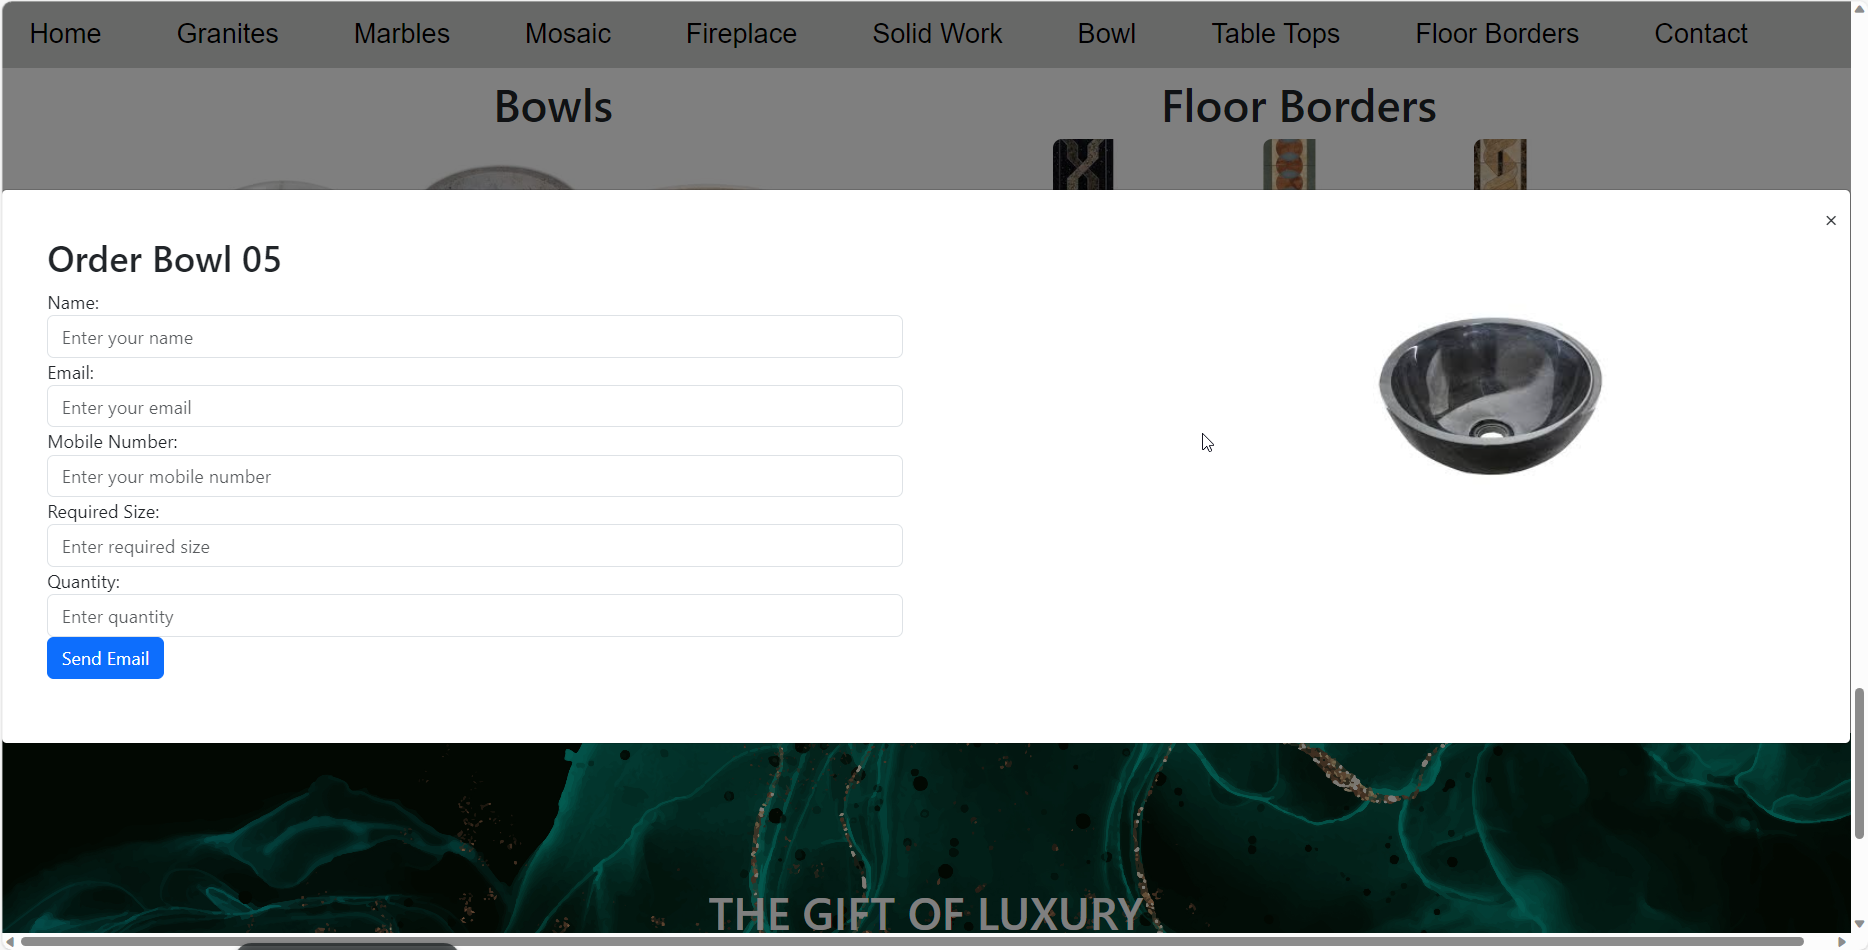 Home Granites Marbles Mosaic Fireplace Solid Work Bowl Table Tops Floor Borders Contact
Bowls Floor Borders
×
Order Bowl 05
Name:
Enter your name
Email:
Enter your email
Mobile Number:
Enter your mobile number
Required Size:
Enter required size
Quantity:
Enter quantity
Send Email
THE GIFT OF LUXURY